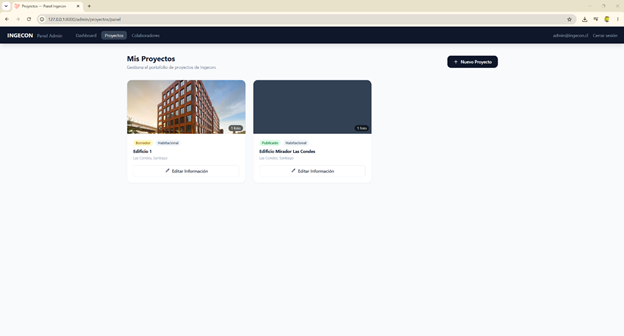 Proyectos — Panel Ingecon
127.0.0.1:8000/admin/proyectos/panel
INGECON Panel Admin Dashboard Proyectos Colaboradores admin@ingecon.cl Cerrar sesión
Mis Proyectos
Gestiona el portafolio de proyectos de Ingecon.
+ Nuevo Proyecto
1 foto
1 foto
Borrador Habitacional
Publicado Habitacional
Edificio 1
Edificio Mirador Las Condes
Las Condes, Santiago
Las Condes, Santiago
Editar Información
Editar Información